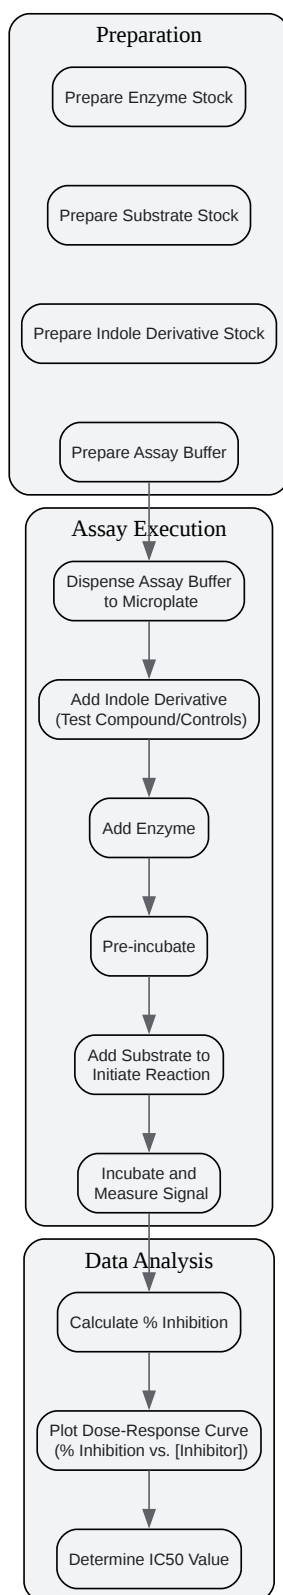 Preparation
Prepare Enzyme Stock
Prepare Substrate Stock
Prepare Indole Derivative Stock
Prepare Assay Buffer
Assay Execution
Dispense Assay Buffer
to Microplate
Add Indole Derivative
(Test Compound/Controls)
Add Enzyme
Pre-incubate
Add Substrate to
Initiate Reaction
Incubate and
Measure Signal
Data Analysis
Calculate % Inhibition
Plot Dose-Response Curve
(% Inhibition vs. [Inhibitor])
Determine IC50 Value